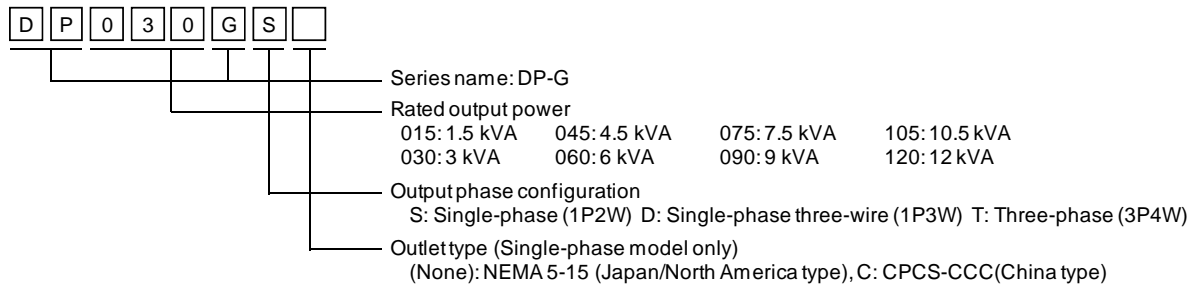 DP030GS
Series name: DP-G
Rated output power
015: 1.5 kVA 045: 4.5 kVA 075: 7.5 kVA 105: 10.5 kVA
030: 3 kVA 060: 6 kVA 090: 9 kVA 120: 12 kVA
Output phase configuration
S: Single-phase (1P2W) D: Single-phase three-wire (1P3W) T: Three-phase (3P4W)
Outlet type (Single-phase model only)
(None): NEMA 5-15 (Japan/North America type), C: CPCS-CCC(China type)